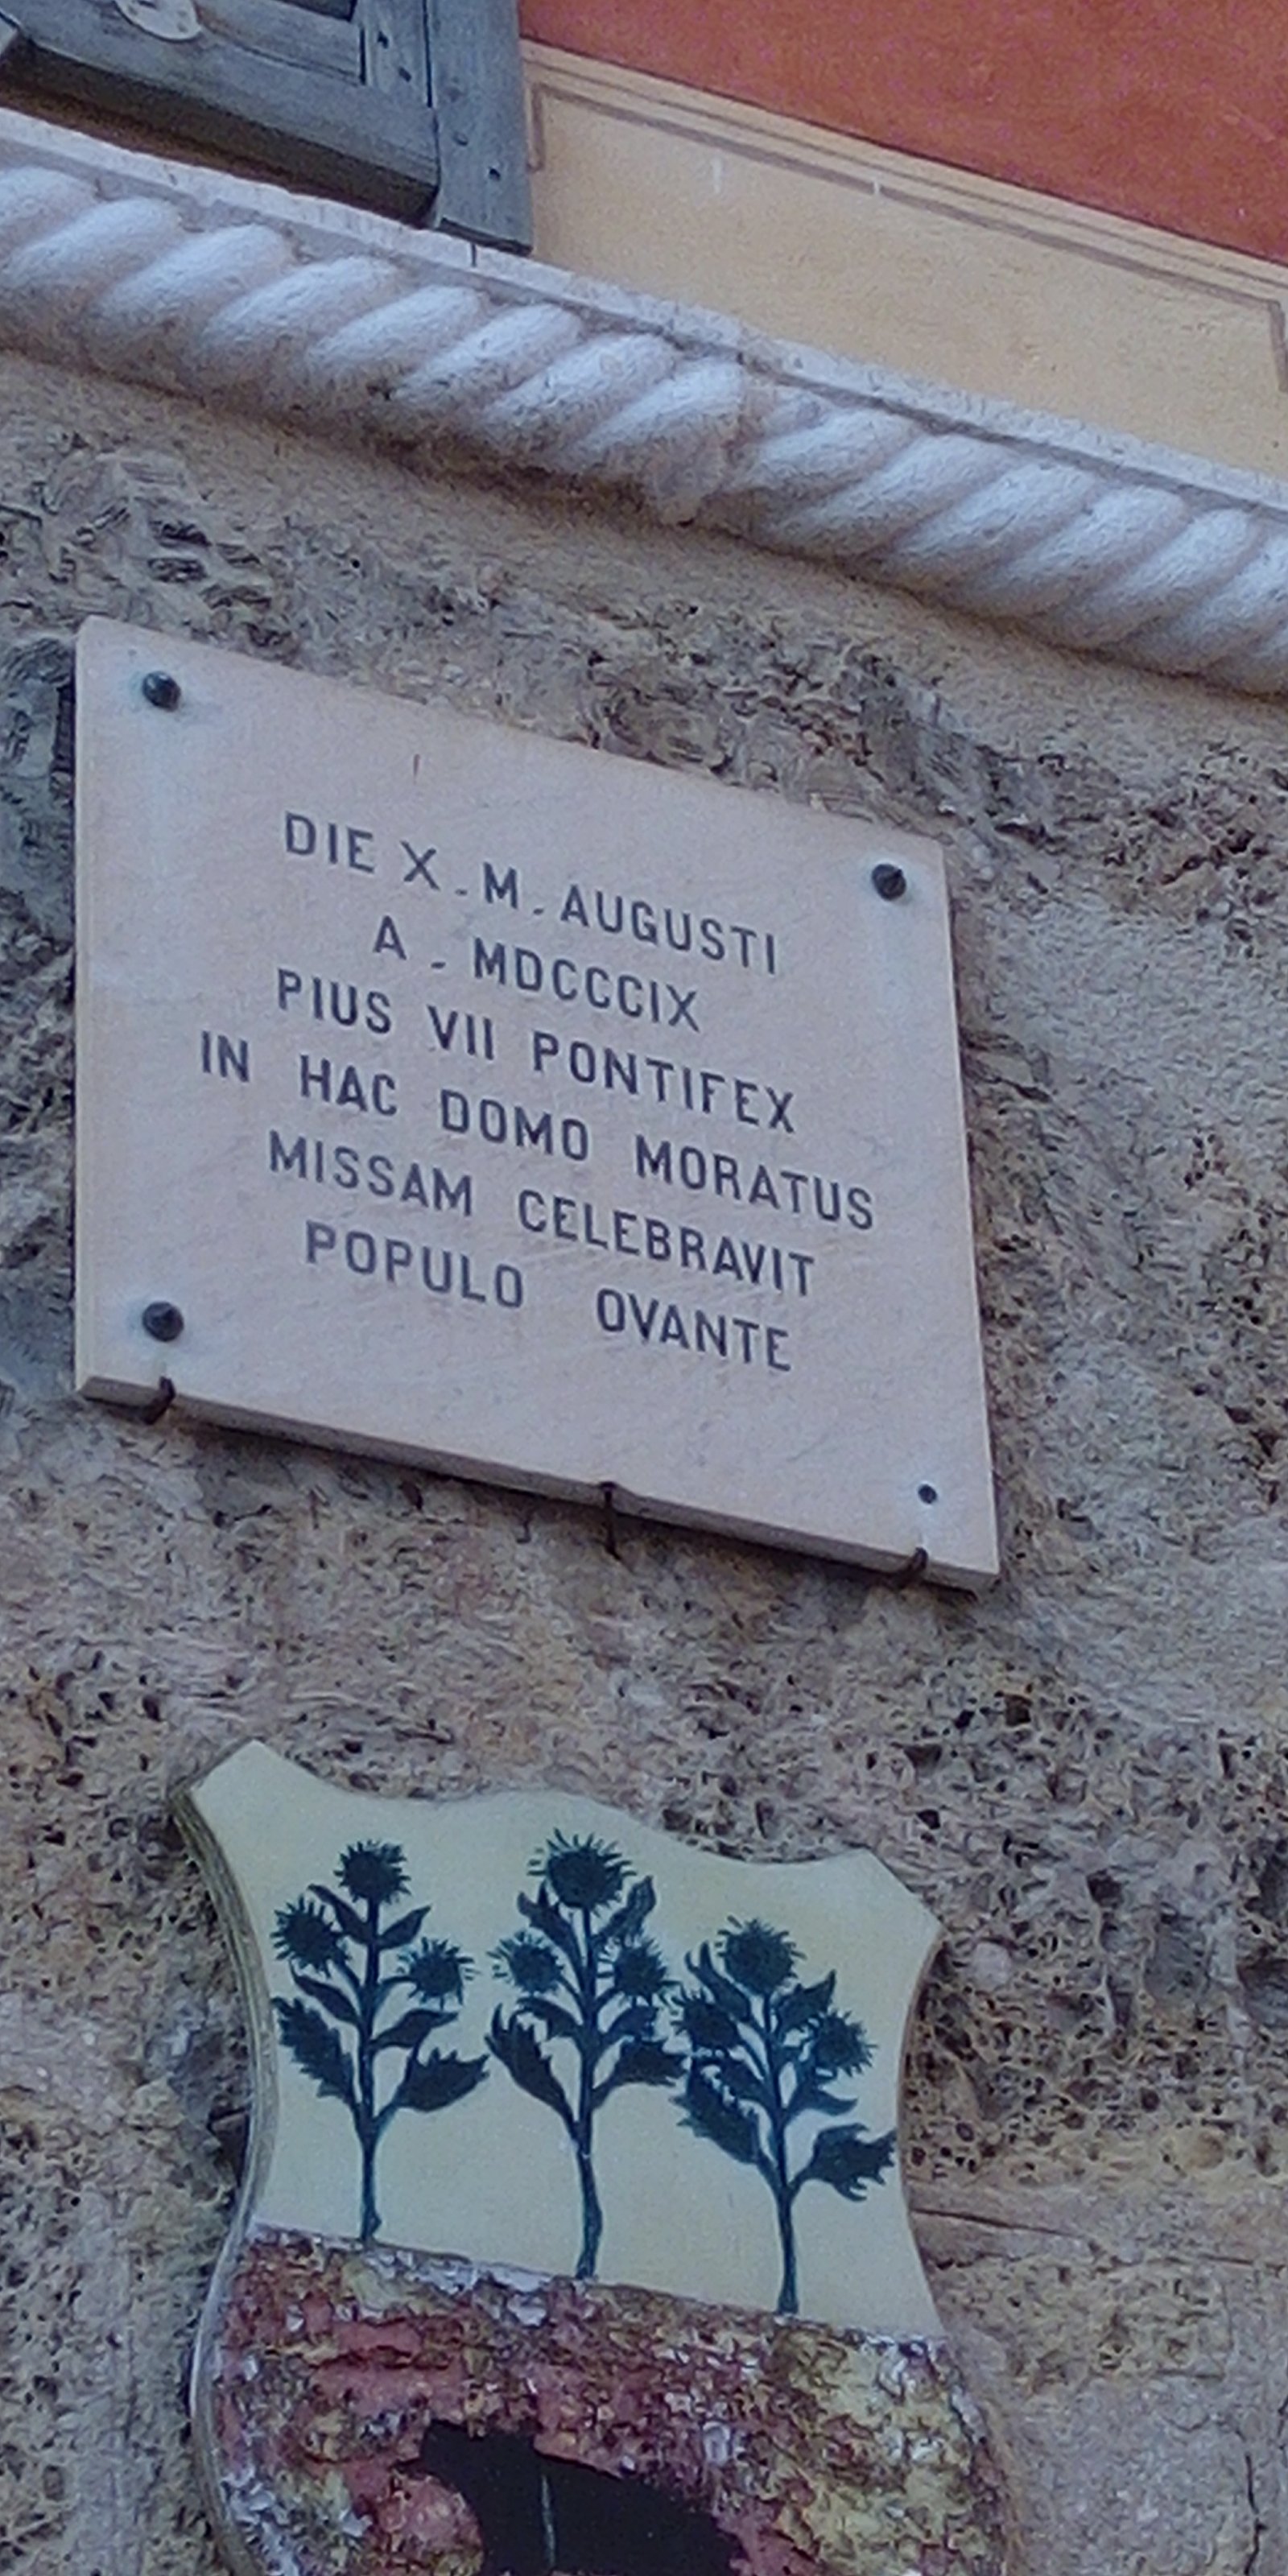 DIE X . M . AUGUSTI
A . MDCCCIX
PIUS VII PONTIFEX
IN HAC DOMO MORATUS
MISSAM CELEBRAVIT
POPULO OVANTE